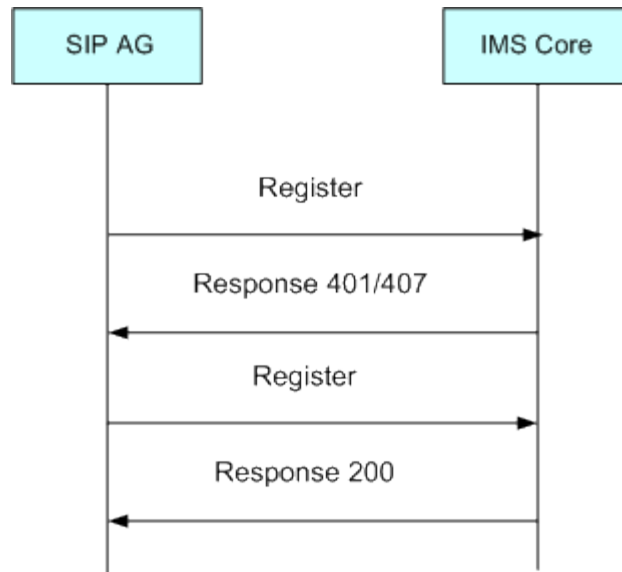 SIP AG
IMS Core
Register
Response 401/407
Register
Response 200